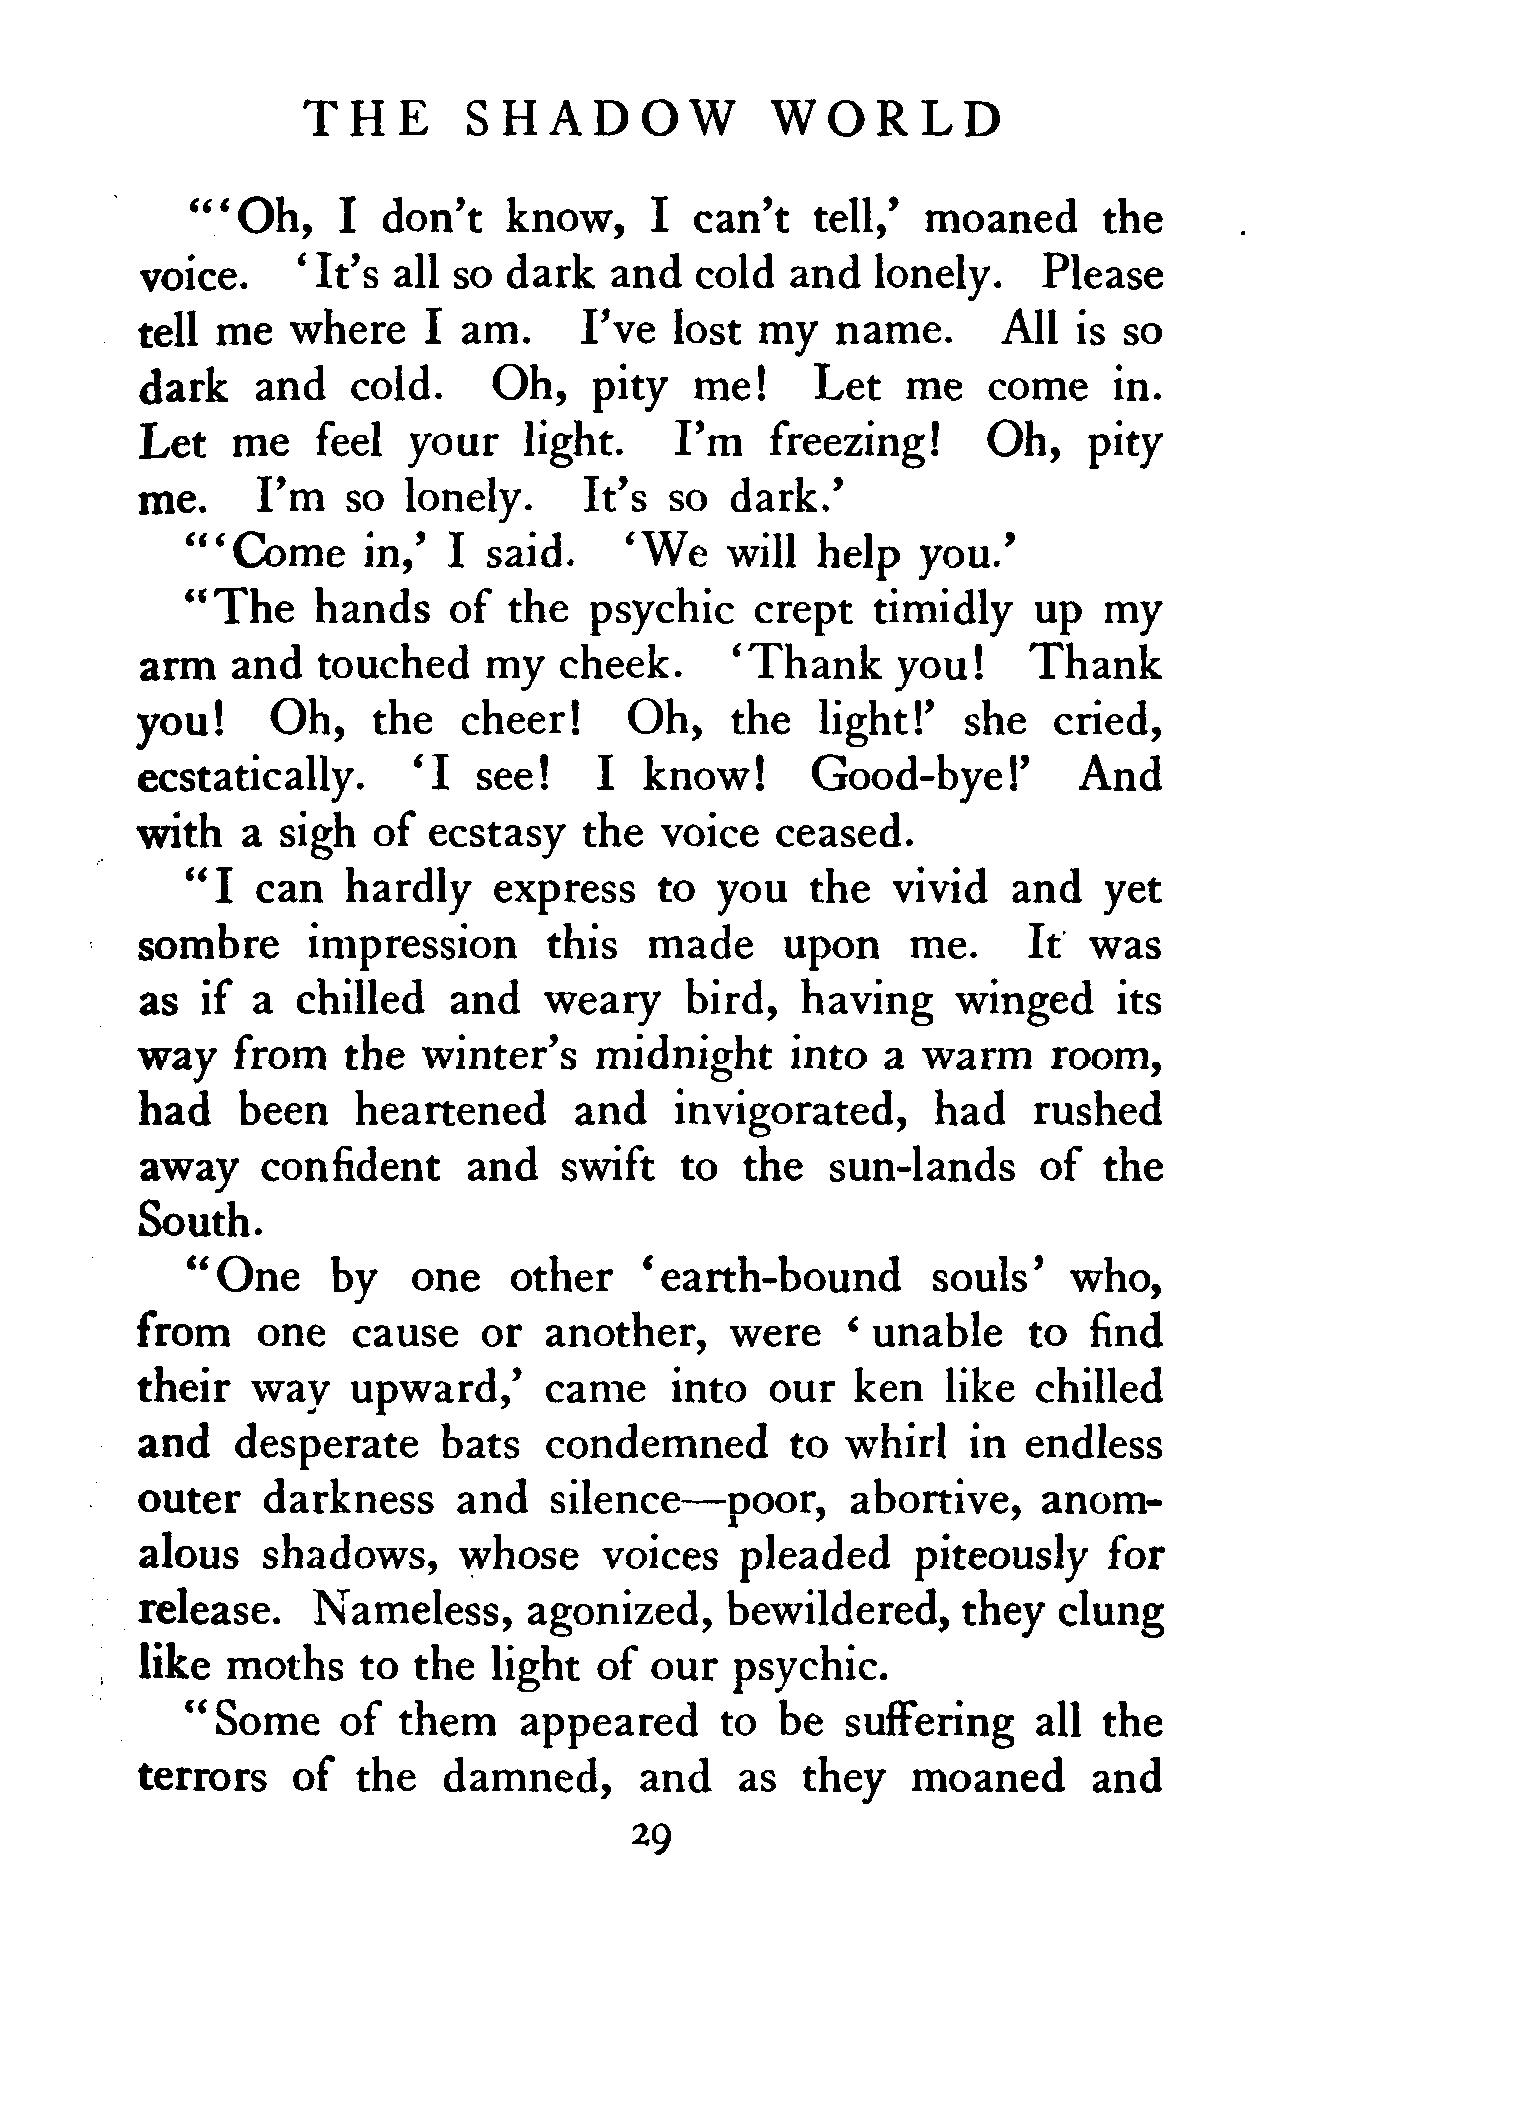 THE SHADOW WORLD
“‘Oh, I don’t know, I can’t tell,’ moaned the
voice. ‘It’s all so dark and cold and lonely. Please
tell me where I am. I’ve lost my name. All is so
dark and cold. Oh, pity me! Let me come in.
Let me feel your light. I’m freezing! Oh, pity
me. I’m so lonely. It’s so dark.’
“‘Come in,’ I said. ‘We will help you.’
“The hands of the psychic crept timidly up my
arm and touched my cheek. ‘Thank you! Thank
you! Oh, the cheer! Oh, the light!’ she cried,
ecstatically. ‘I see! I know! Good-bye!’ And
with a sigh of ecstasy the voice ceased.
“I can hardly express to you the vivid and yet
sombre impression this made upon me. It was
as if a chilled and weary bird, having winged its
way from the winter’s midnight into a warm room,
had been heartened and invigorated, had rushed
away confident and swift to the sun-lands of the
South.
“One by one other ‘earth-bound souls’ who,
from one cause or another, were ‘unable to find
their way upward,’ came into our ken like chilled
and desperate bats condemned to whirl in endless
outer darkness and silence—poor, abortive, anom-
alous shadows, whose voices pleaded piteously for
release. Nameless, agonized, bewildered, they clung
like moths to the light of our psychic.
“Some of them appeared to be suffering all the
terrors of the damned, and as they moaned and
29